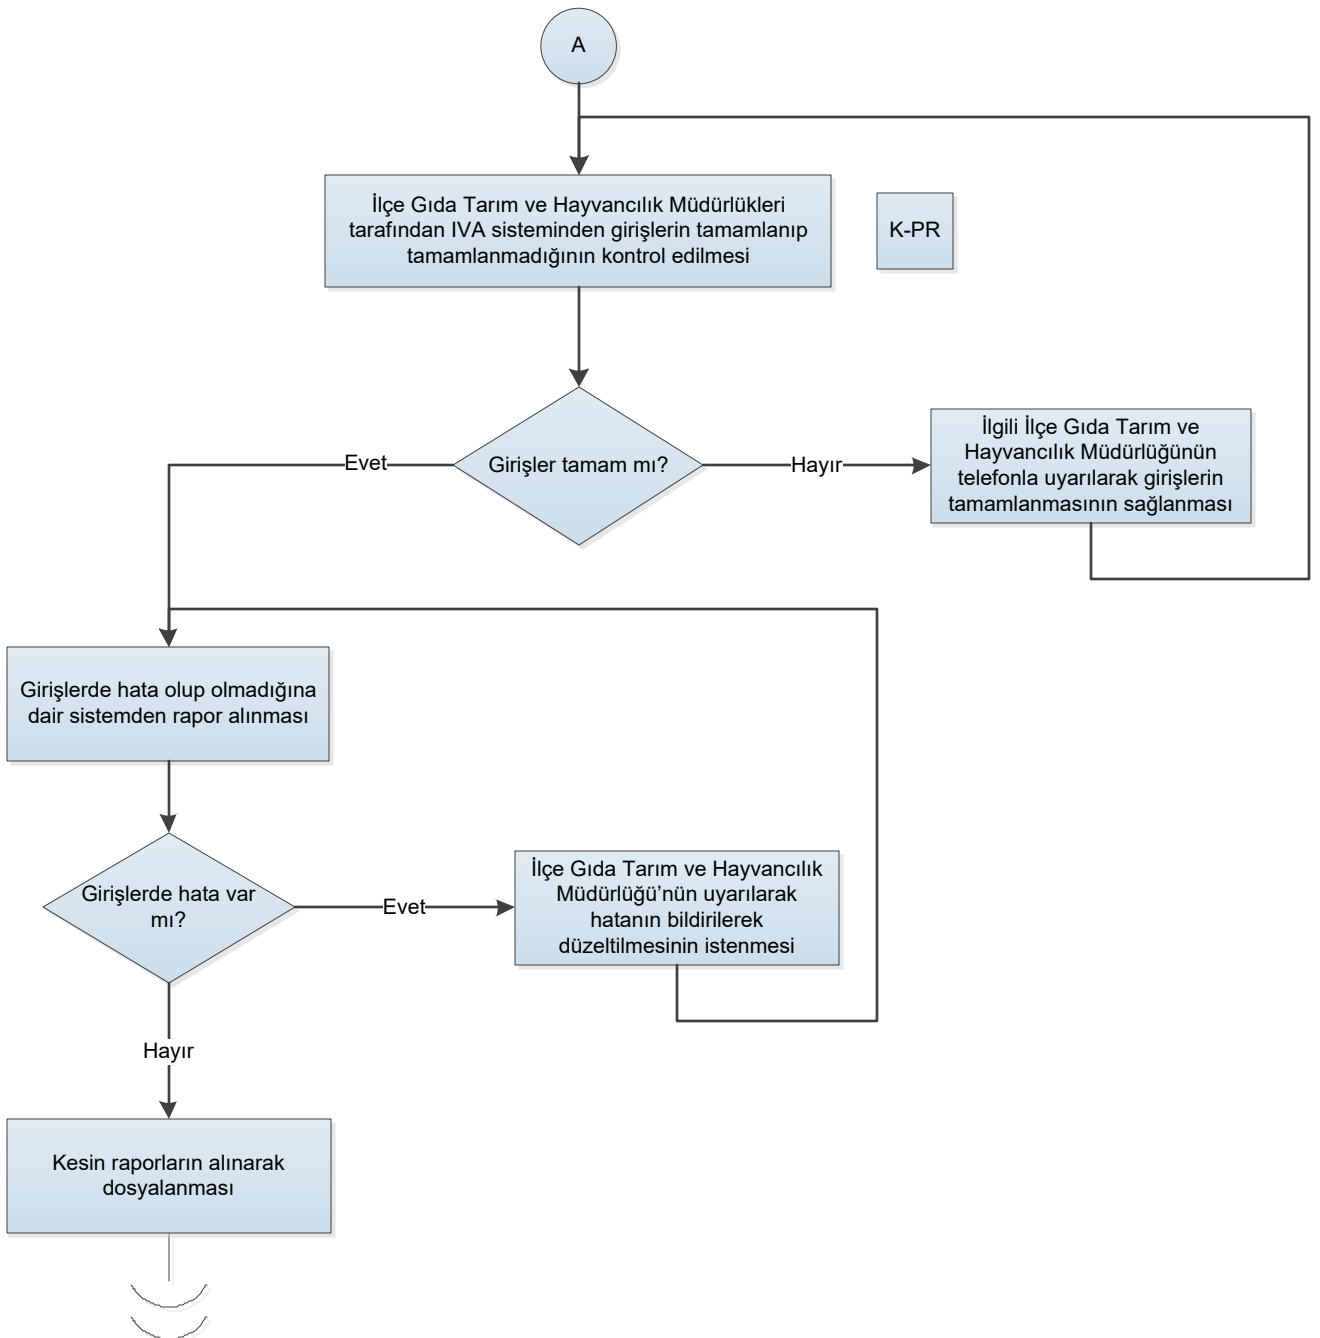 A
İlçe Gıda Tarım ve Hayvancılık Müdürlükleri
tarafından IVA sisteminden girişlerin tamamlanıp
tamamlanmadığının kontrol edilmesi
K-PR
Girişler tamam mı?
Evet
Hayır
İlgili İlçe Gıda Tarım ve
Hayvancılık Müdürlüğünün
telefonla uyarılarak girişlerin
tamamlanmasının sağlanması
Girişlerde hata olup olmadığına
dair sistemden rapor alınması
Girişlerde hata var
mı?
Evet
İlçe Gıda Tarım ve Hayvancılık
Müdürlüğü’nün uyarılarak
hatanın bildirilerek
düzeltilmesinin istenmesi
Hayır
Kesin raporların alınarak
dosyalanması